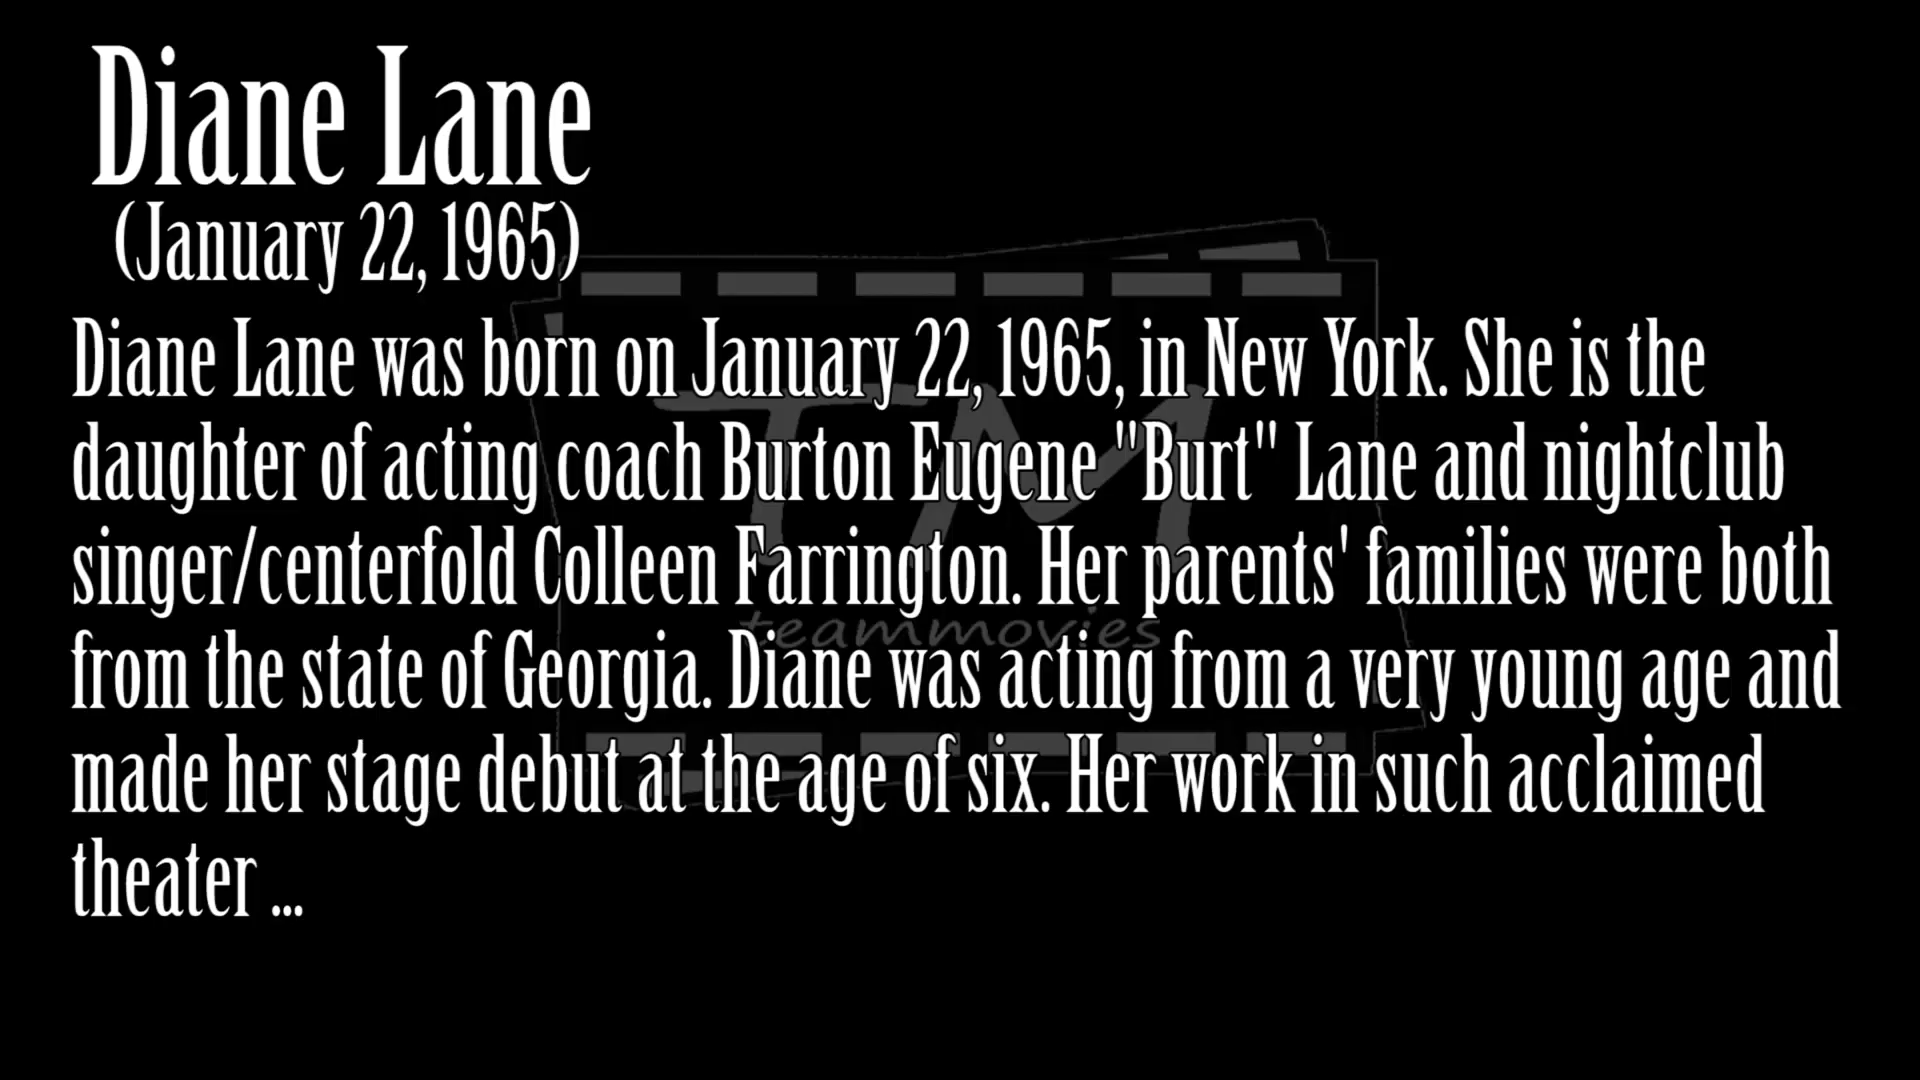 Diane Lane
(January 22, 1965)
Diane Lane was born on January 22, 1965, in New York. She is the
daughter of acting coach Burton Eugene "Burt" Lane and nightclub
singer/centerfold Colleen Farrington. Her parents' families were both
from the state of Georgia. Diane was acting from a very young age and
made her stage debut at the age of six. Her work in such acclaimed
theater ...
TM
teammovies